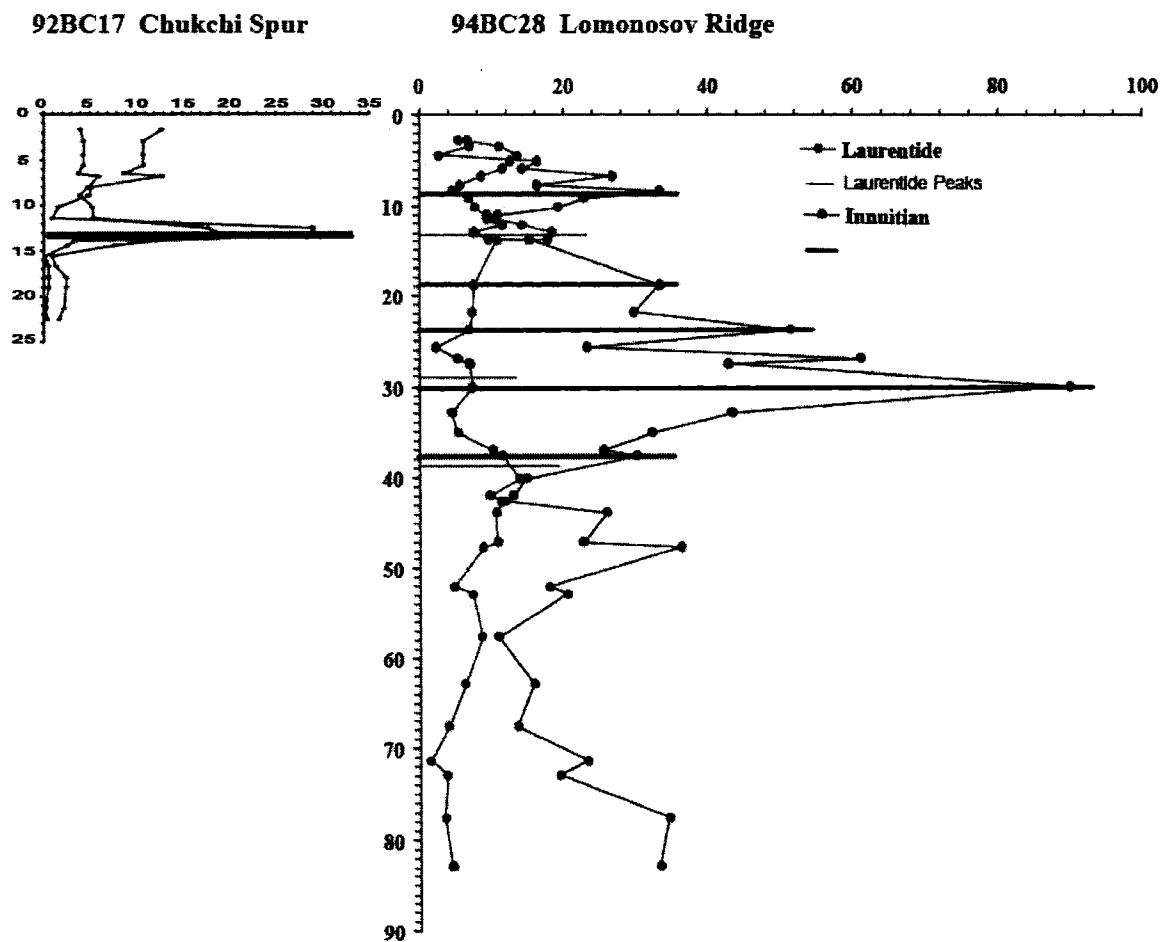 92BC17 Chukchi Spur
94BC28 Lomonosov Ridge
0 5 10 15 20 25 30 35
0
5
10
15
20
25
0 20 40 60 80 100
0
10
20
30
40
50
60
70
80
90
Laurentide
Laurentide Peaks
Innuitian